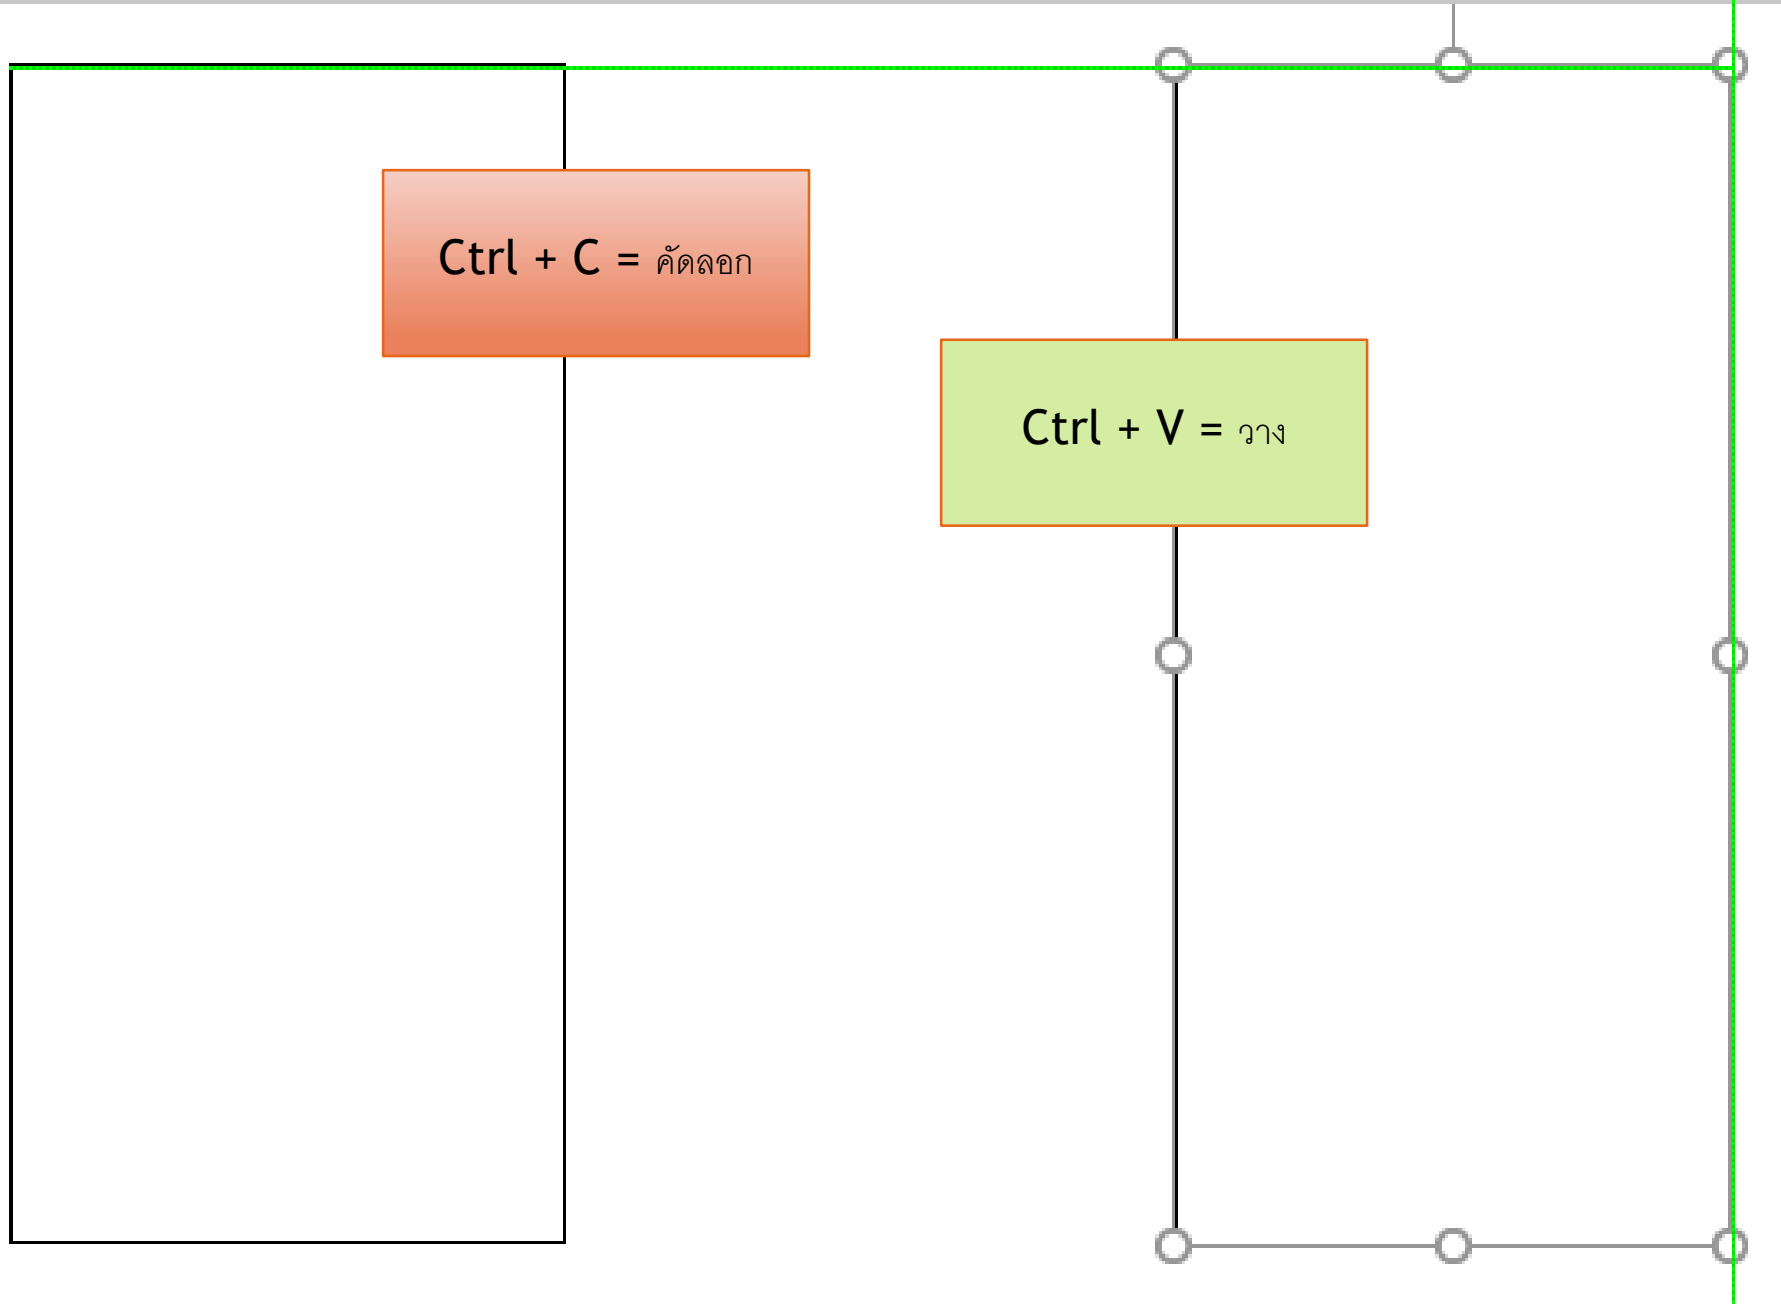 Ctrl + C = คัดลอก
Ctrl + V = วาง